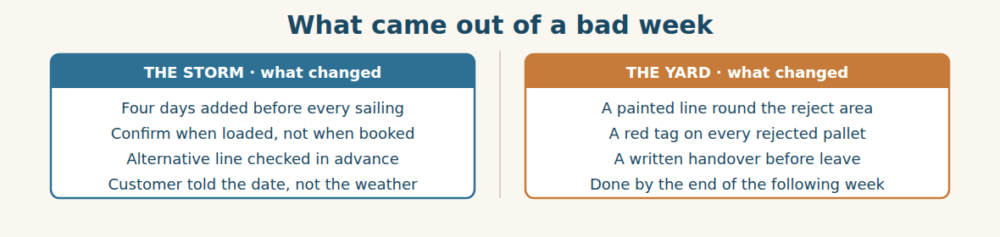 What came out of a bad week
THE STORM · what changed
Four days added before every sailing
Confirm when loaded, not when booked
Alternative line checked in advance
Customer told the date, not the weather
THE YARD · what changed
A painted line round the reject area
A red tag on every rejected pallet
A written handover before leave
Done by the end of the following week